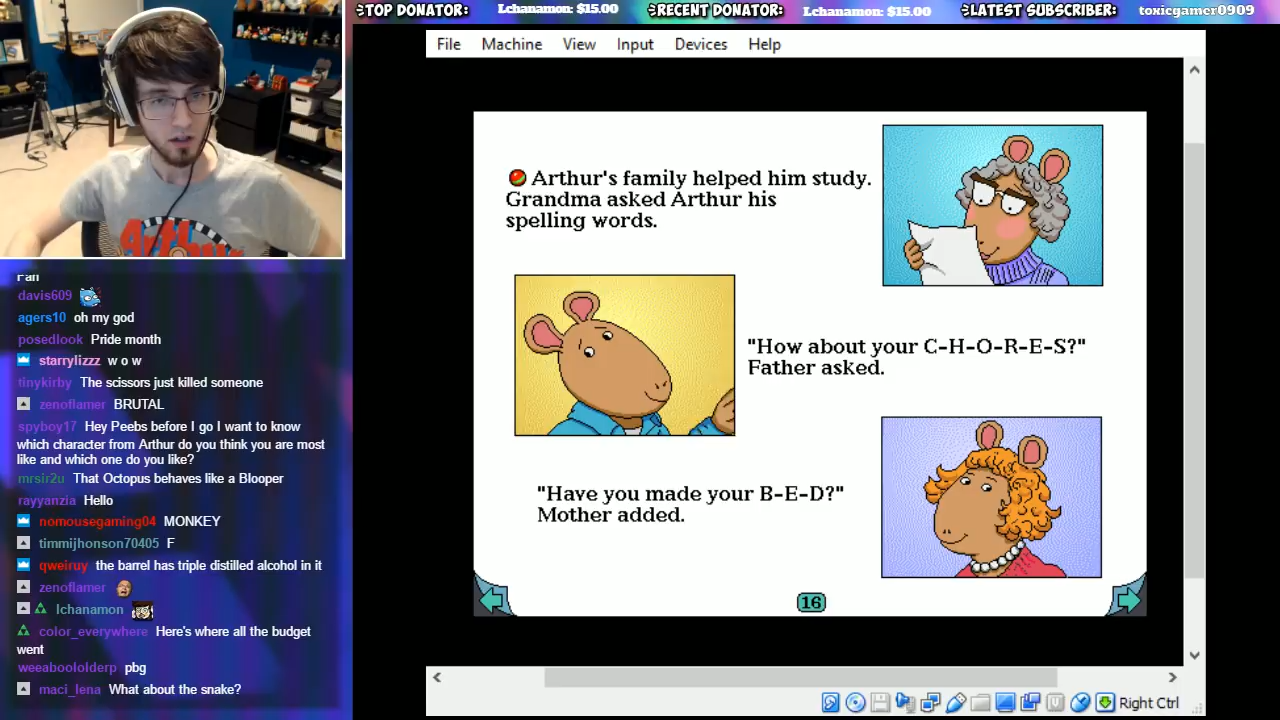 TOP DONATOR: Lchanamon: $15.00 RECENT DONATOR: Lchanamon: $15.00 LATEST SUBSCRIBER: toxicgamer0909
File Machine View Input Devices Help
Arthur's family helped him study.
Grandma asked Arthur his
spelling words.
"How about your C-H-O-R-E-S?"
Father asked.
"Have you made your B-E-D?"
Mother added.
16
Right Ctrl
Arthur
Fan
davis609
agers10 oh my god
posedlook Pride month
starrylizzz w o w
tinykirby The scissors just killed someone
zenoflamer BRUTAL
spyboy17 Hey Peebs before I go I want to know
which character from Arthur do you think you are most
like and which one do you like?
mrsir2u That Octopus behaves like a Blooper
rayyanzia Hello
nomousegaming04 MONKEY
timmijhonson70405 F
qweiruy the barrel has triple distilled alcohol in it
zenoflamer
lchanamon
color_everywhere Here's where all the budget
went
weeaboololderp pbg
maci_lena What about the snake?